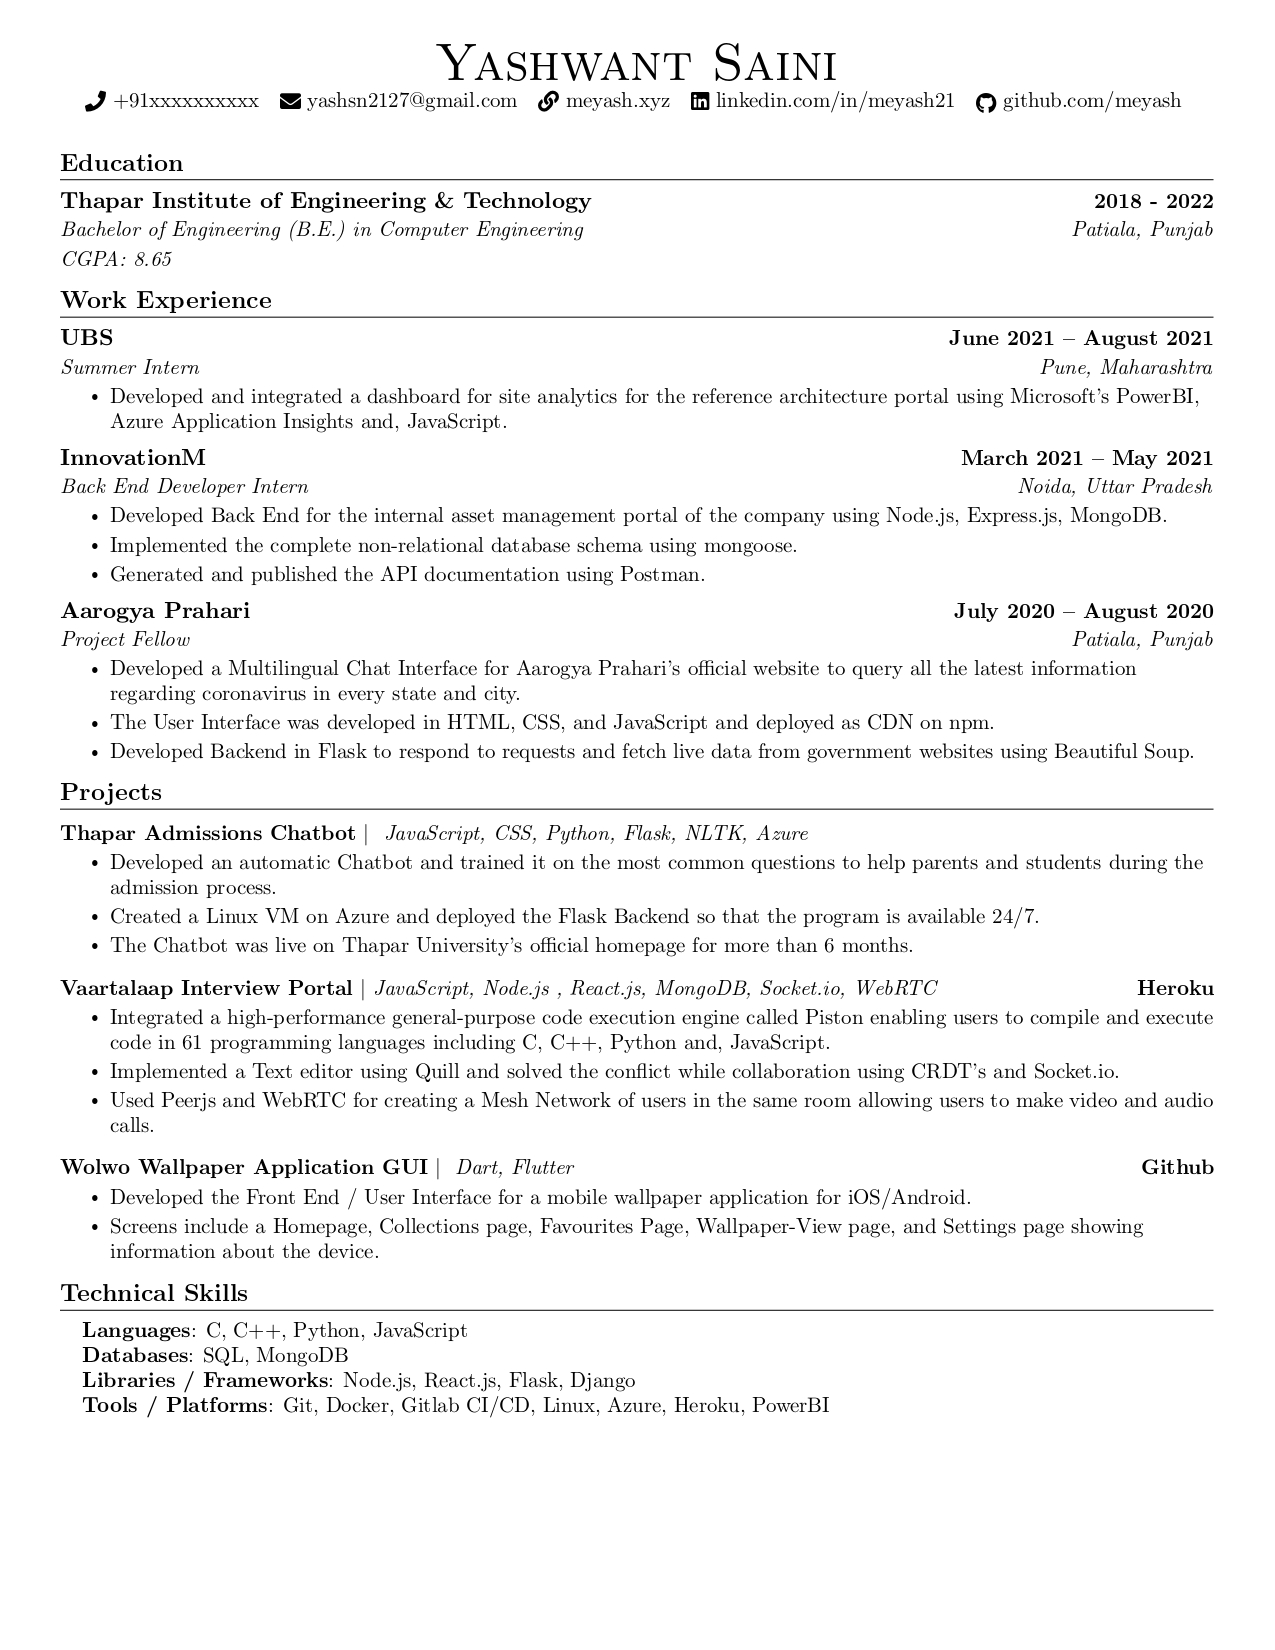 Yashwant Saini
+91xxxxxxxxxx yashsn2127@gmail.com meyash.xyz linkedin.com/in/meyash21 github.com/meyash
Education
Thapar Institute of Engineering & Technology 2018 - 2022
Bachelor of Engineering (B.E.) in Computer Engineering Patiala, Punjab
CGPA: 8.65
Work Experience
UBS June 2021 – August 2021
Summer Intern Pune, Maharashtra
• Developed and integrated a dashboard for site analytics for the reference architecture portal using Microsoft's PowerBI,
Azure Application Insights and, JavaScript.
InnovationM March 2021 – May 2021
Back End Developer Intern Noida, Uttar Pradesh
• Developed Back End for the internal asset management portal of the company using Node.js, Express.js, MongoDB.
• Implemented the complete non-relational database schema using mongoose.
• Generated and published the API documentation using Postman.
Aarogya Prahari July 2020 – August 2020
Project Fellow Patiala, Punjab
• Developed a Multilingual Chat Interface for Aarogya Prahari's official website to query all the latest information
regarding coronavirus in every state and city.
• The User Interface was developed in HTML, CSS, and JavaScript and deployed as CDN on npm.
• Developed Backend in Flask to respond to requests and fetch live data from government websites using Beautiful Soup.
Projects
Thapar Admissions Chatbot | JavaScript, CSS, Python, Flask, NLTK, Azure
• Developed an automatic Chatbot and trained it on the most common questions to help parents and students during the
admission process.
• Created a Linux VM on Azure and deployed the Flask Backend so that the program is available 24/7.
• The Chatbot was live on Thapar University's official homepage for more than 6 months.
Vaartalaap Interview Portal | JavaScript, Node.js , React.js, MongoDB, Socket.io, WebRTC Heroku
• Integrated a high-performance general-purpose code execution engine called Piston enabling users to compile and execute
code in 61 programming languages including C, C++, Python and, JavaScript.
• Implemented a Text editor using Quill and solved the conflict while collaboration using CRDT's and Socket.io.
• Used Peerjs and WebRTC for creating a Mesh Network of users in the same room allowing users to make video and audio
calls.
Wolwo Wallpaper Application GUI | Dart, Flutter Github
• Developed the Front End / User Interface for a mobile wallpaper application for iOS/Android.
• Screens include a Homepage, Collections page, Favourites Page, Wallpaper-View page, and Settings page showing
information about the device.
Technical Skills
Languages: C, C++, Python, JavaScript
Databases: SQL, MongoDB
Libraries / Frameworks: Node.js, React.js, Flask, Django
Tools / Platforms: Git, Docker, Gitlab CI/CD, Linux, Azure, Heroku, PowerBI